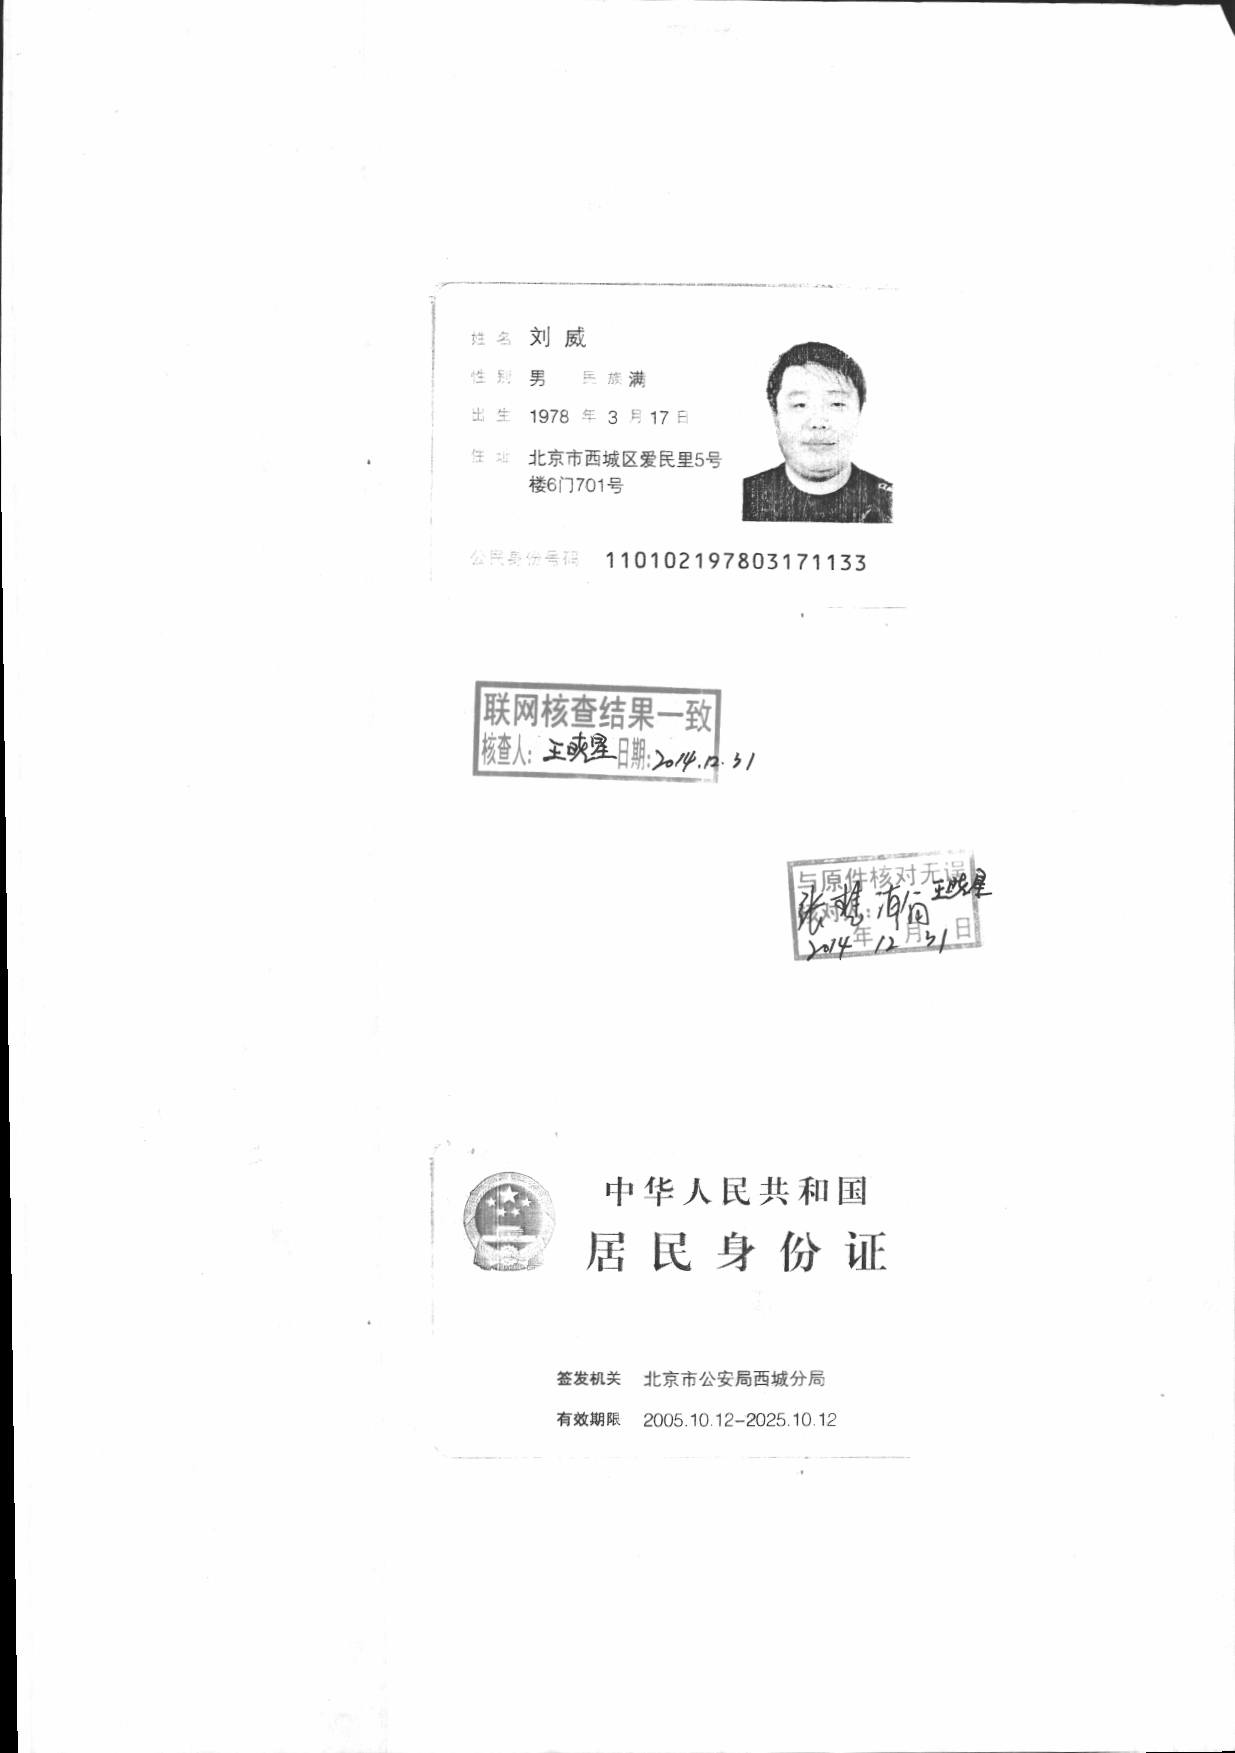 姓名 刘威
性别 男 民族 满
出生 1978 年 3 月 17 日
住址 北京市西城区爱民里5号
楼6门701号
公民身份号码 110102197803171133
联网核查结果一致
核查人: 王晓星 日期: 2014.12.31
与原件核对无误
王晓星
核对人: 张
2014 年 12 月 31 日
中华人民共和国
居民身份证
签发机关 北京市公安局西城分局
有效期限 2005.10.12-2025.10.12